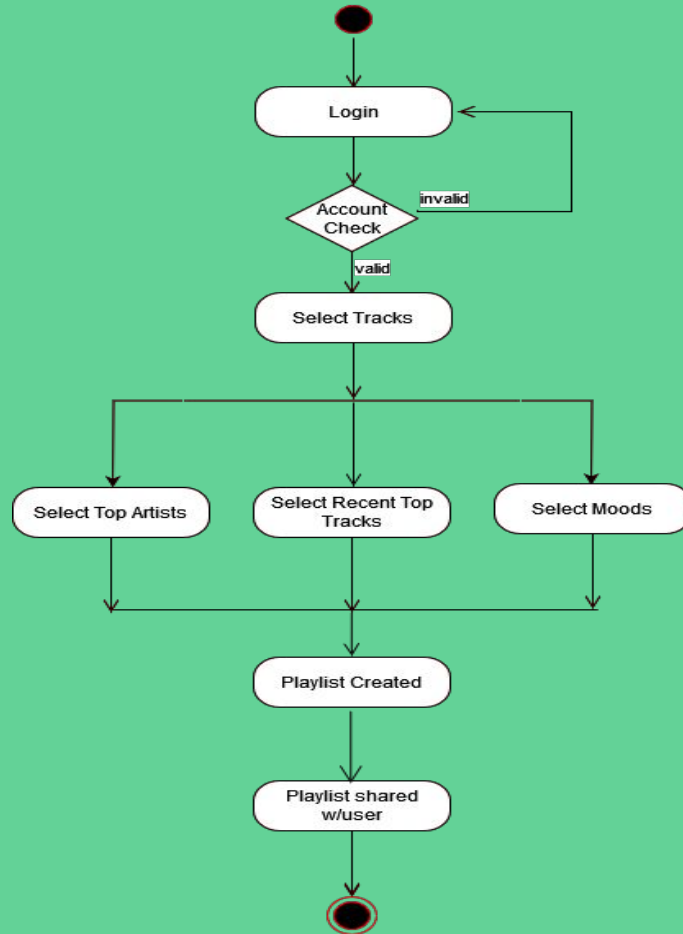 Login
Account
Check
invalid
valid
Select Tracks
Select Top Artists
Select Recent Top
Tracks
Select Moods
Playlist Created
Playlist shared
w/user